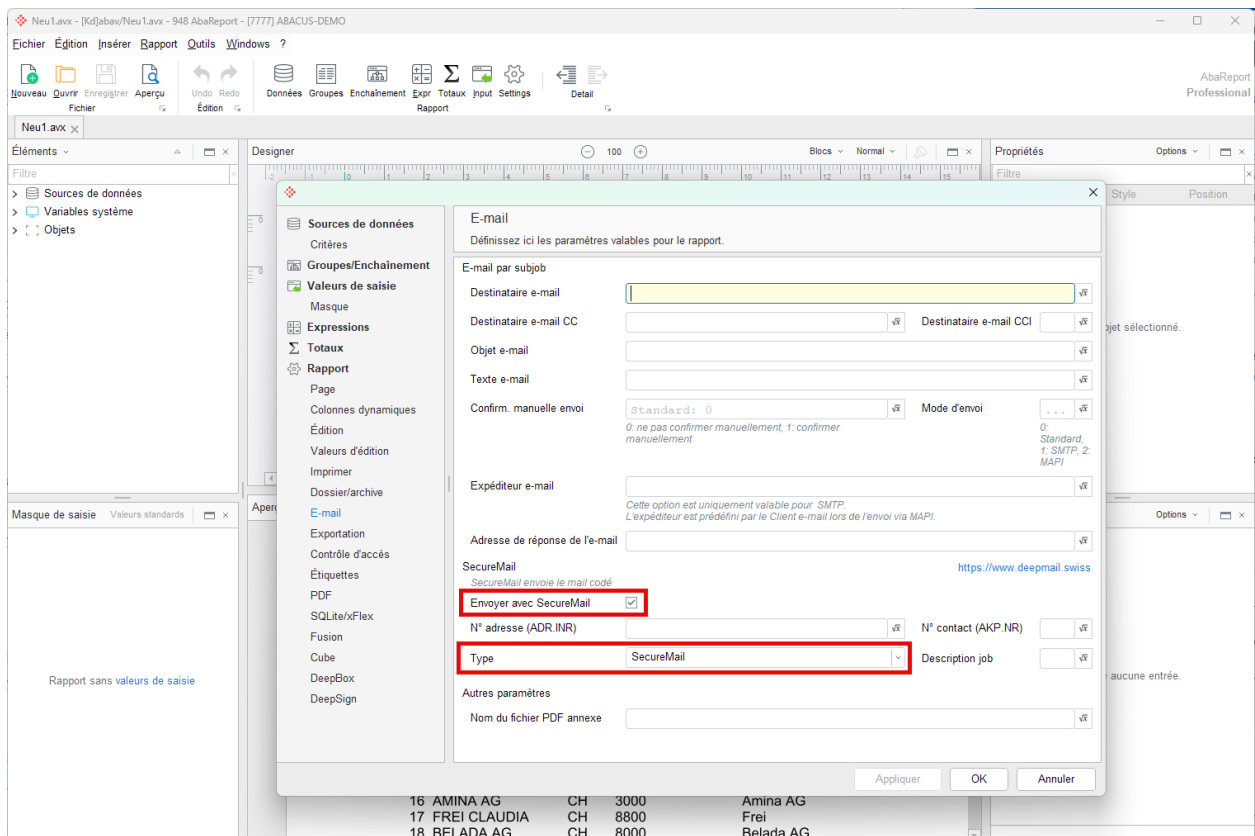 Neu1.avx - [Kd]abav/Neu1.avx - 948 AbaReport - [7777] ABACUS-DEMO
Fichier Édition Insérer Rapport Outils Windows ?
Nouveau Ouvrir Enregistrer Aperçu Undo Redo Données Groupes Enchaînement Expr Totaux Input Settings Detail
Fichier Édition Rapport
AbaReport
Professional
Neu1.avx
Éléments
Filtre
Sources de données
Variables système
Objets
Designer 100 Blocs Normal
Propriétés Options
Filtre
Style Position
bjet sélectionné.
Sources de données
Critères
Groupes/Enchaînement
Valeurs de saisie
Masque
Expressions
Totaux
Rapport
Page
Colonnes dynamiques
Édition
Valeurs d'édition
Imprimer
Dossier/archive
E-mail
Exportation
Contrôle d'accès
Étiquettes
PDF
SQLite/xFlex
Fusion
Cube
DeepBox
DeepSign
E-mail
Définissez ici les paramètres valables pour le rapport.
E-mail par subjob
Destinataire e-mail
Destinataire e-mail CC Destinataire e-mail CCI
Objet e-mail
Texte e-mail
Confirm. manuelle envoi Standard: 0 Mode d'envoi ...
0: ne pas confirmer manuellement, 1: confirmer
manuellement
0:
Standard,
1: SMTP, 2:
MAPI
Expéditeur e-mail
Cette option est uniquement valable pour SMTP.
L'expéditeur est prédéfini par le Client e-mail lors de l'envoi via MAPI.
Adresse de réponse de l'e-mail
SecureMail https://www.deepmail.swiss
SecureMail envoie le mail codé
Envoyer avec SecureMail
N° adresse (ADR.INR) N° contact (AKP.NR)
Type SecureMail Description job
Autres paramètres
Nom du fichier PDF annexe
Appliquer OK Annuler
Masque de saisie Valeurs standards
Rapport sans valeurs de saisie
Aperç
Options
aucune entrée.
16 AMINA AG CH 3000 Amina AG
17 FREI CLAUDIA CH 8800 Frei
18 BELADA AG CH 8000 Belada AG